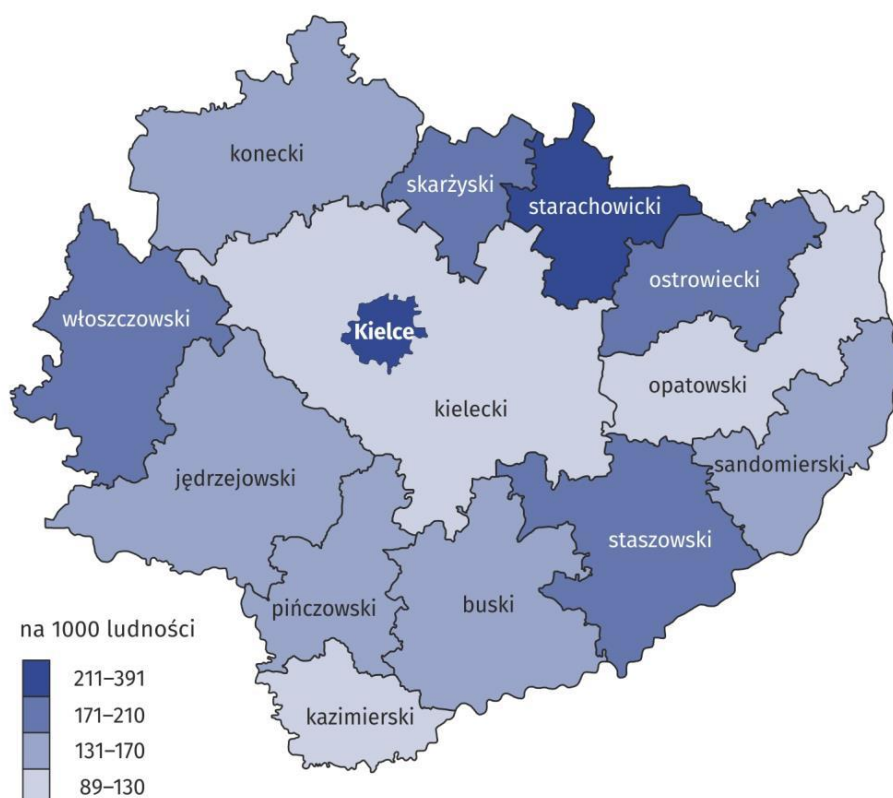 konecki
skarżyski
starachowicki
włoszczowski
ostrowiecki
Kielce
opatowski
kielecki
sandomierski
jędrzejowski
staszowski
pińczowski
buski
kazimierski
na 1000 ludności
211–391
171–210
131–170
89–130